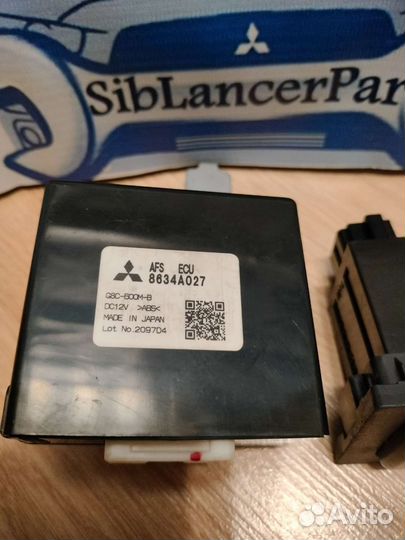 SibLancerPar
AFS ECU
8634A027
G8C-600M-B
DC12V >ABS<
MADE IN JAPAN
Lot No.2097D4
Avito